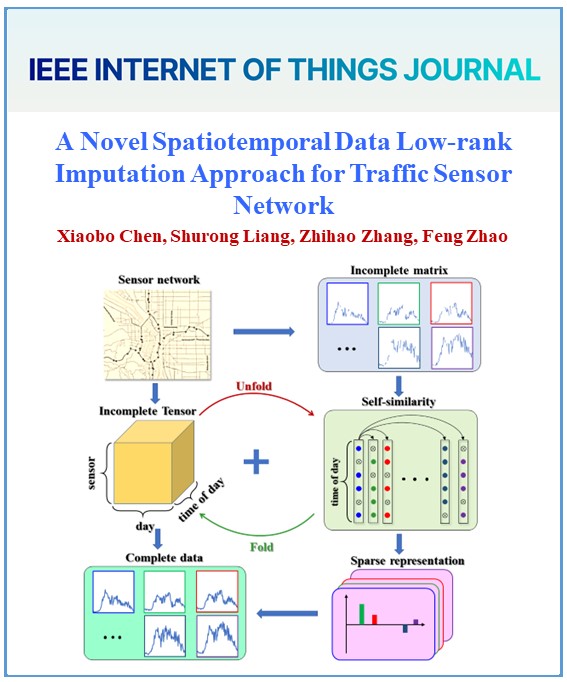 IEEE INTERNET OF THINGS JOURNAL
A Novel Spatiotemporal Data Low-rank
Imputation Approach for Traffic Sensor
Network
Xiaobo Chen, Shurong Liang, Zhihao Zhang, Feng Zhao
Sensor network
Incomplete matrix
...
Unfold
Self-similarity
Incomplete Tensor
sensor
day
time of day
+
time of day
...
Fold
Complete data
...
Sparse representation